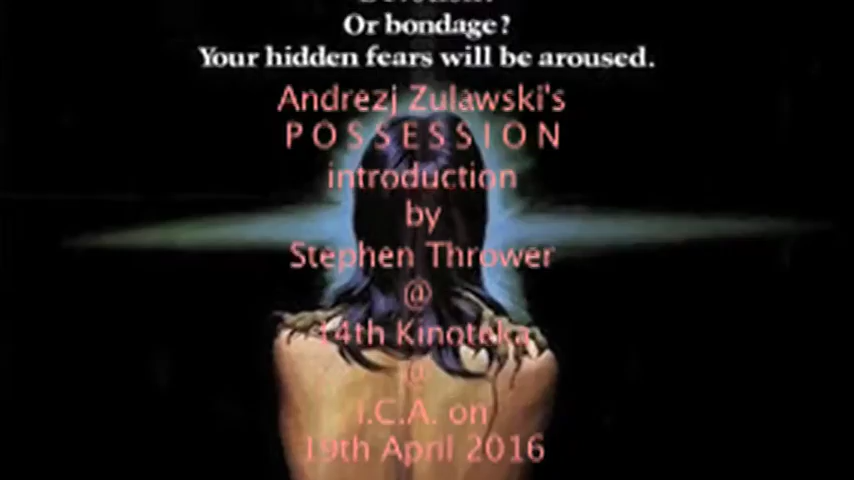 Or bondage?
Your hidden fears will be aroused.
Andrezj Zulawski's
POSSESSION
introduction
by
Stephen Thrower
@
14th Kinoteka
@
I.C.A. on
19th April 2016